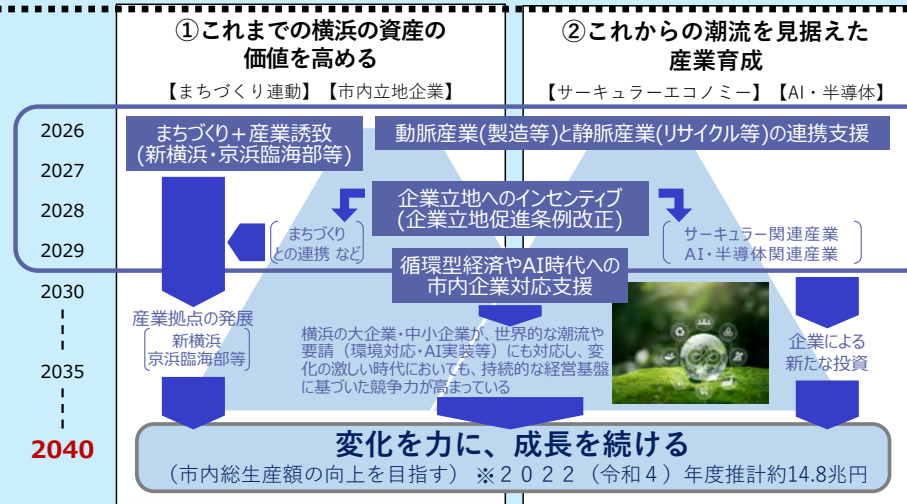 ①これまでの横浜の資産の
価値を高める
【まちづくり連動】【市内立地企業】
②これからの潮流を見据えた
産業育成
【サーキュラーエコノミー】【AI・半導体】
2026
2027
2028
2029
2030
2035
2040
まちづくり+産業誘致
(新横浜・京浜臨海部等)
動脈産業(製造等)と静脈産業(リサイクル等)の連携支援
企業立地へのインセンティブ
(企業立地促進条例改正)
まちづくり
との連携 など
サーキュラー関連産業
AI・半導体関連産業
循環型経済やAI時代への
市内企業対応支援
産業拠点の発展
新横浜
京浜臨海部等
横浜の大企業・中小企業が、世界的な潮流や
要請（環境対応・AI実装等）にも対応し、変
化の激しい時代においても、持続的な経営基盤
に基づいた競争力が高まっている
企業による
新たな投資
変化を力に、成長を続ける
(市内総生産額の向上を目指す）※２０２２（令和４）年度推計約14.8兆円